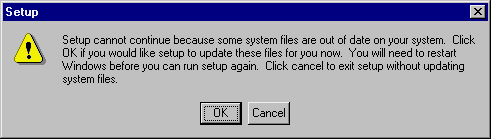 Setup
Setup cannot continue because some system files are out of date on your system.  Click
OK if you would like setup to update these files for you now.  You will need to restart
Windows before you can run setup again.  Click cancel to exit setup without updating
system files.
OK
Cancel